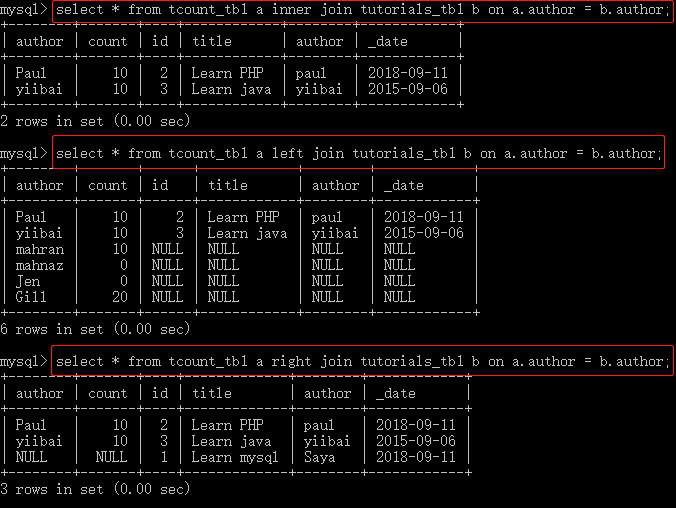 mysql> select * from tcount_tbl a inner join tutorials_tbl b on a.author = b.author;
+---------+-------+----+------------+--------+------------+
| author | count | id | title | author | _date |
+---------+-------+----+------------+--------+------------+
| Paul | 10 | 2 | Learn PHP | paul | 2018-09-11 |
| yiibai | 10 | 3 | Learn java | yiibai | 2015-09-06 |
+---------+-------+----+------------+--------+------------+
2 rows in set (0.00 sec)
mysql> select * from tcount_tbl a left join tutorials_tbl b on a.author = b.author;
+---------+-------+------+------------+--------+------------+
| author | count | id | title | author | _date |
+---------+-------+------+------------+--------+------------+
| Paul | 10 | 2 | Learn PHP | paul | 2018-09-11 |
| yiibai | 10 | 3 | Learn java | yiibai | 2015-09-06 |
| mahran | 10 | NULL | NULL | NULL | NULL |
| mahnaz | 0 | NULL | NULL | NULL | NULL |
| Jen | 0 | NULL | NULL | NULL | NULL |
| Gill | 20 | NULL | NULL | NULL | NULL |
+---------+-------+------+------------+--------+------------+
6 rows in set (0.00 sec)
mysql> select * from tcount_tbl a right join tutorials_tbl b on a.author = b.author;
+---------+-------+----+-------------+--------+------------+
| author | count | id | title | author | _date |
+---------+-------+----+-------------+--------+------------+
| Paul | 10 | 2 | Learn PHP | paul | 2018-09-11 |
| yiibai | 10 | 3 | Learn java | yiibai | 2015-09-06 |
| NULL | NULL | 1 | Learn mysql | Saya | 2018-09-11 |
+---------+-------+----+-------------+--------+------------+
3 rows in set (0.00 sec)